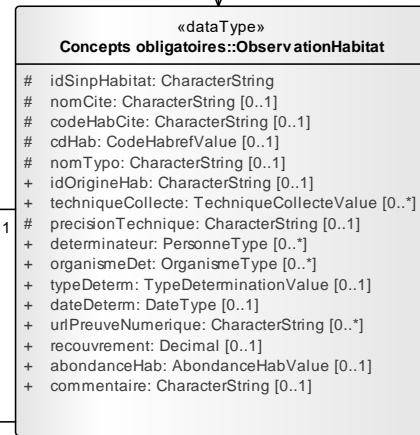 «dataType»
Concepts obligatoires::ObservationHabitat
# idSinpHabitat: CharacterString
# nomCite: CharacterString [0..1]
# codeHabCite: CharacterString [0..1]
# cdHab: CodeHabrefValue [0..1]
# nomTypo: CharacterString [0..1]
+ idOrigineHab: CharacterString [0..1]
+ techniqueCollecte: TechniqueCollecteValue [0..*]
# precisionTechnique: CharacterString [0..1]
+ determinateur: PersonneType [0..*]
+ organismeDet: OrganismeType [0..*]
+ typeDeterm: TypeDeterminationValue [0..1]
+ dateDeterm: DateType [0..1]
+ urlPreuveNumerique: CharacterString [0..*]
+ recouvrement: Decimal [0..1]
+ abondanceHab: AbondanceHabValue [0..1]
+ commentaire: CharacterString [0..1]
1